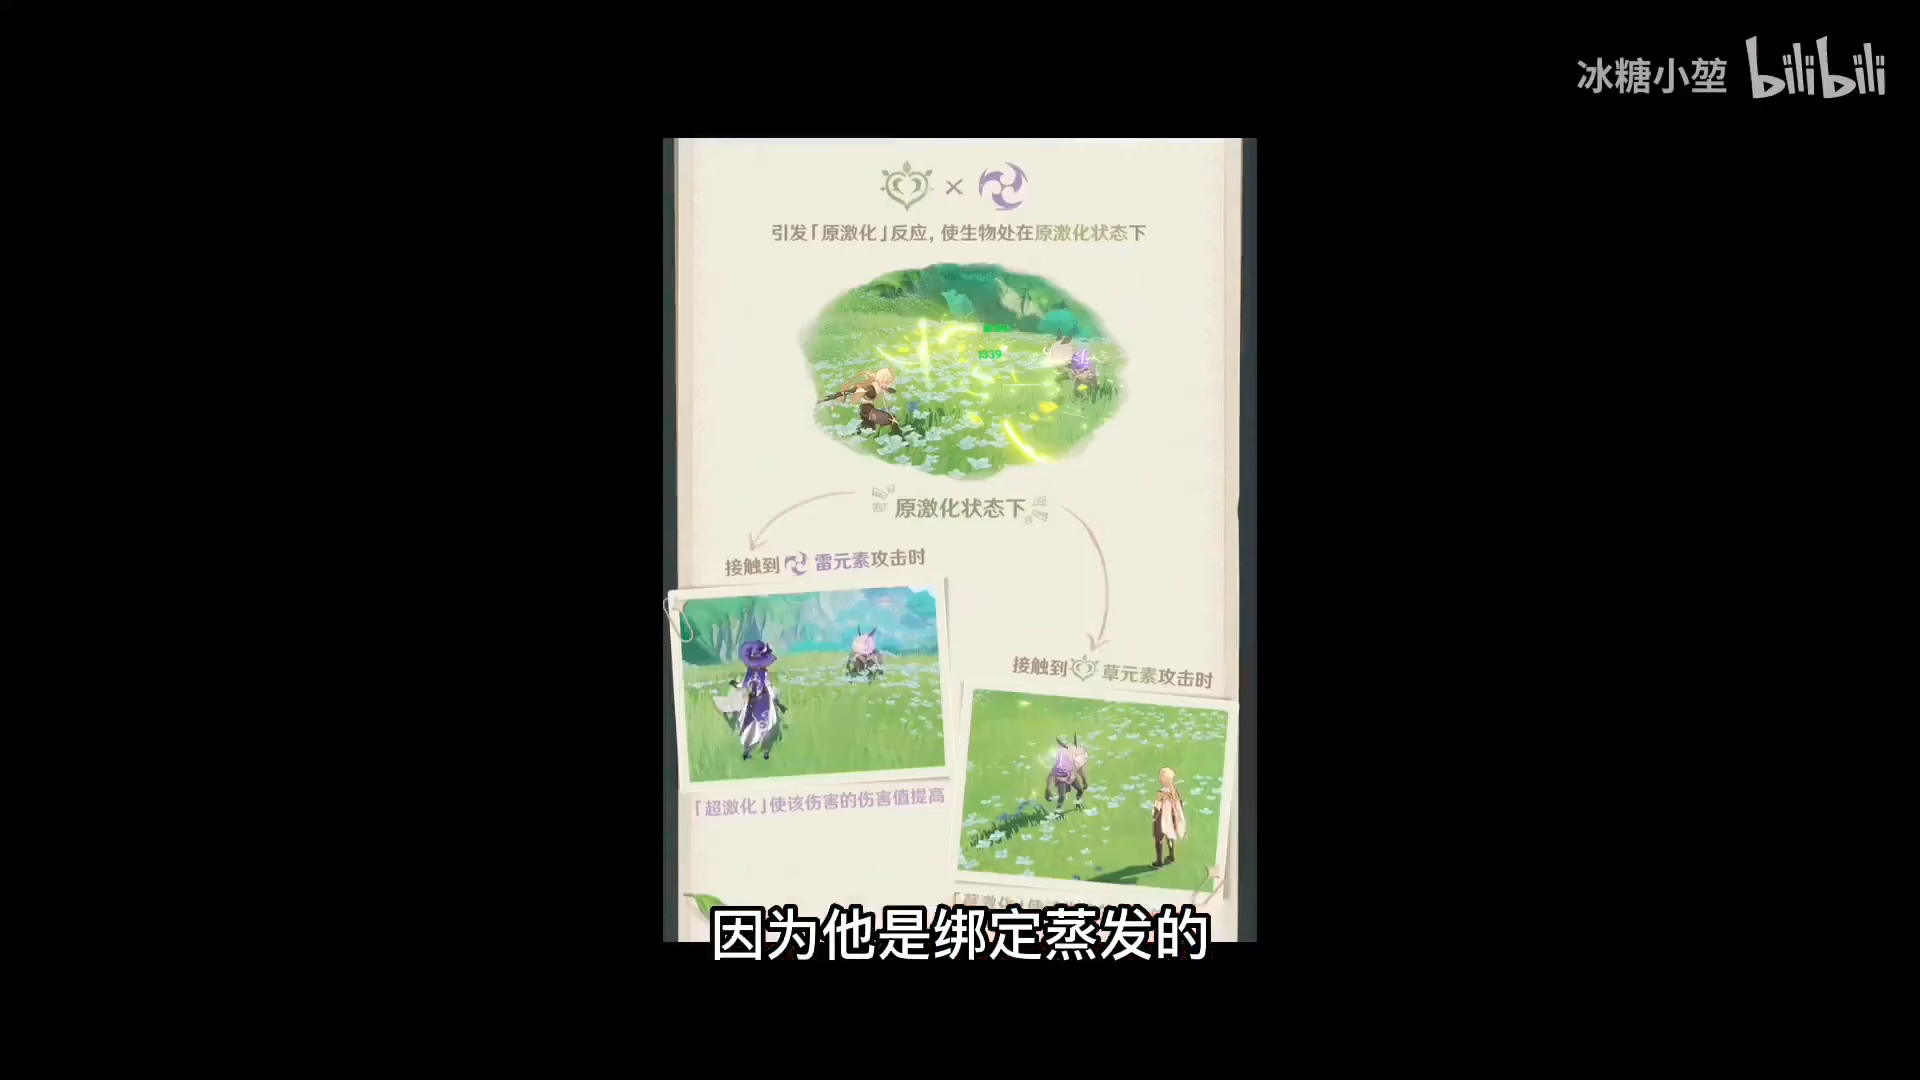 冰糖小堃 bilibili
×
引发「原激化」反应，使生物处在原激化状态下
1339
原激化状态下
接触到 雷元素攻击时
接触到 草元素攻击时
「超激化」使该伤害的伤害值提高
因为他是绑定蒸发的